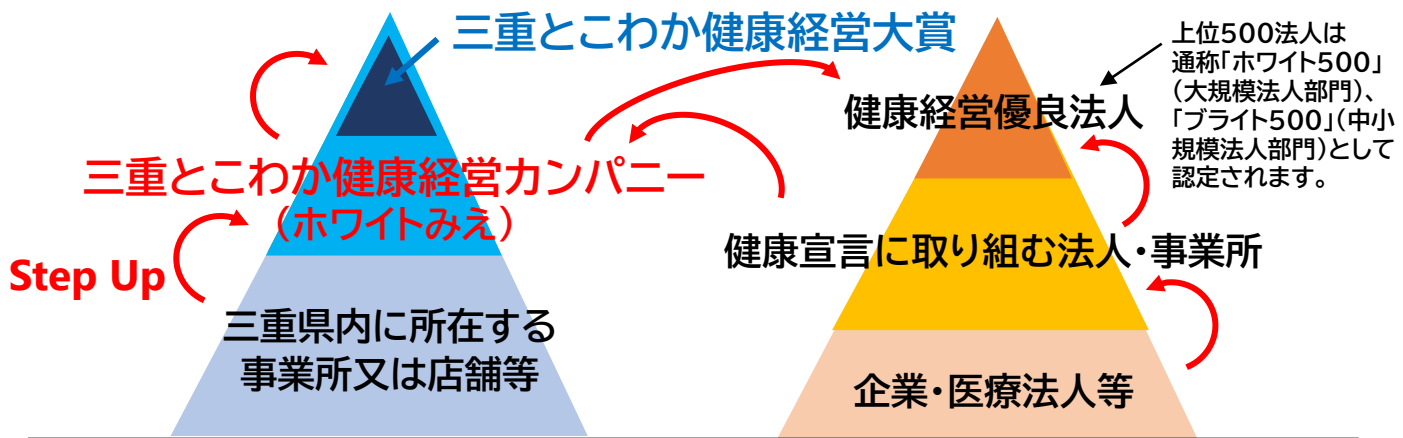 三重とこわか健康経営大賞
三重とこわか健康経営カンパニー
(ホワイトみえ)
Step Up
三重県内に所在する
事業所又は店舗等
上位500法人は
通称「ホワイト500」
(大規模法人部門)、
「ブライト500」(中小
規模法人部門)として
認定されます。
健康経営優良法人
健康宣言に取り組む法人・事業所
企業・医療法人等